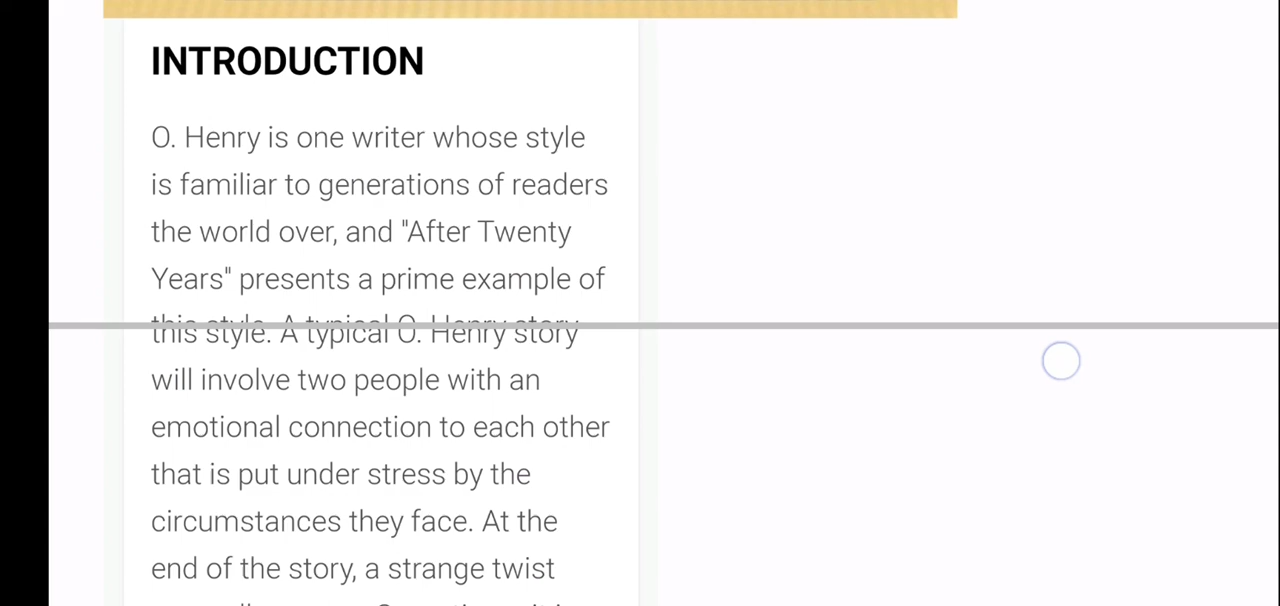 INTRODUCTION
O. Henry is one writer whose style
is familiar to generations of readers
the world over, and "After Twenty
Years" presents a prime example of
this style. A typical O. Henry story
will involve two people with an
emotional connection to each other
that is put under stress by the
circumstances they face. At the
end of the story, a strange twist